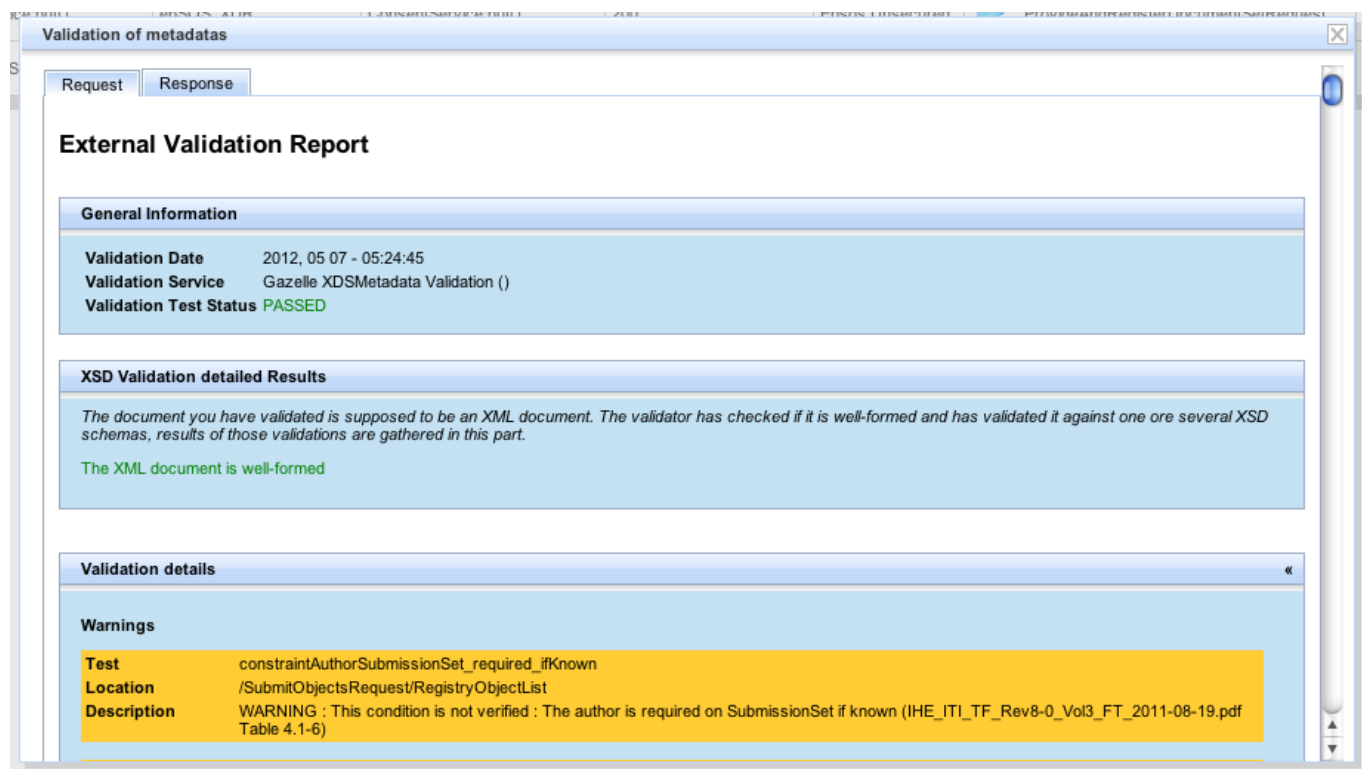 Validation of metadatas
Request Response
External Validation Report
General Information
Validation Date 2012, 05 07 - 05:24:45
Validation Service Gazelle XDSMetadata Validation ()
Validation Test Status PASSED
XSD Validation detailed Results
The document you have validated is supposed to be an XML document. The validator has checked if it is well-formed and has validated it against one ore several XSD
schemas, results of those validations are gathered in this part.
The XML document is well-formed
Validation details «
Warnings
Test constraintAuthorSubmissionSet_required_ifKnown
Location /SubmitObjectsRequest/RegistryObjectList
Description WARNING : This condition is not verified : The author is required on SubmissionSet if known (IHE_ITI_TF_Rev8-0_Vol3_FT_2011-08-19.pdf
Table 4.1-6)